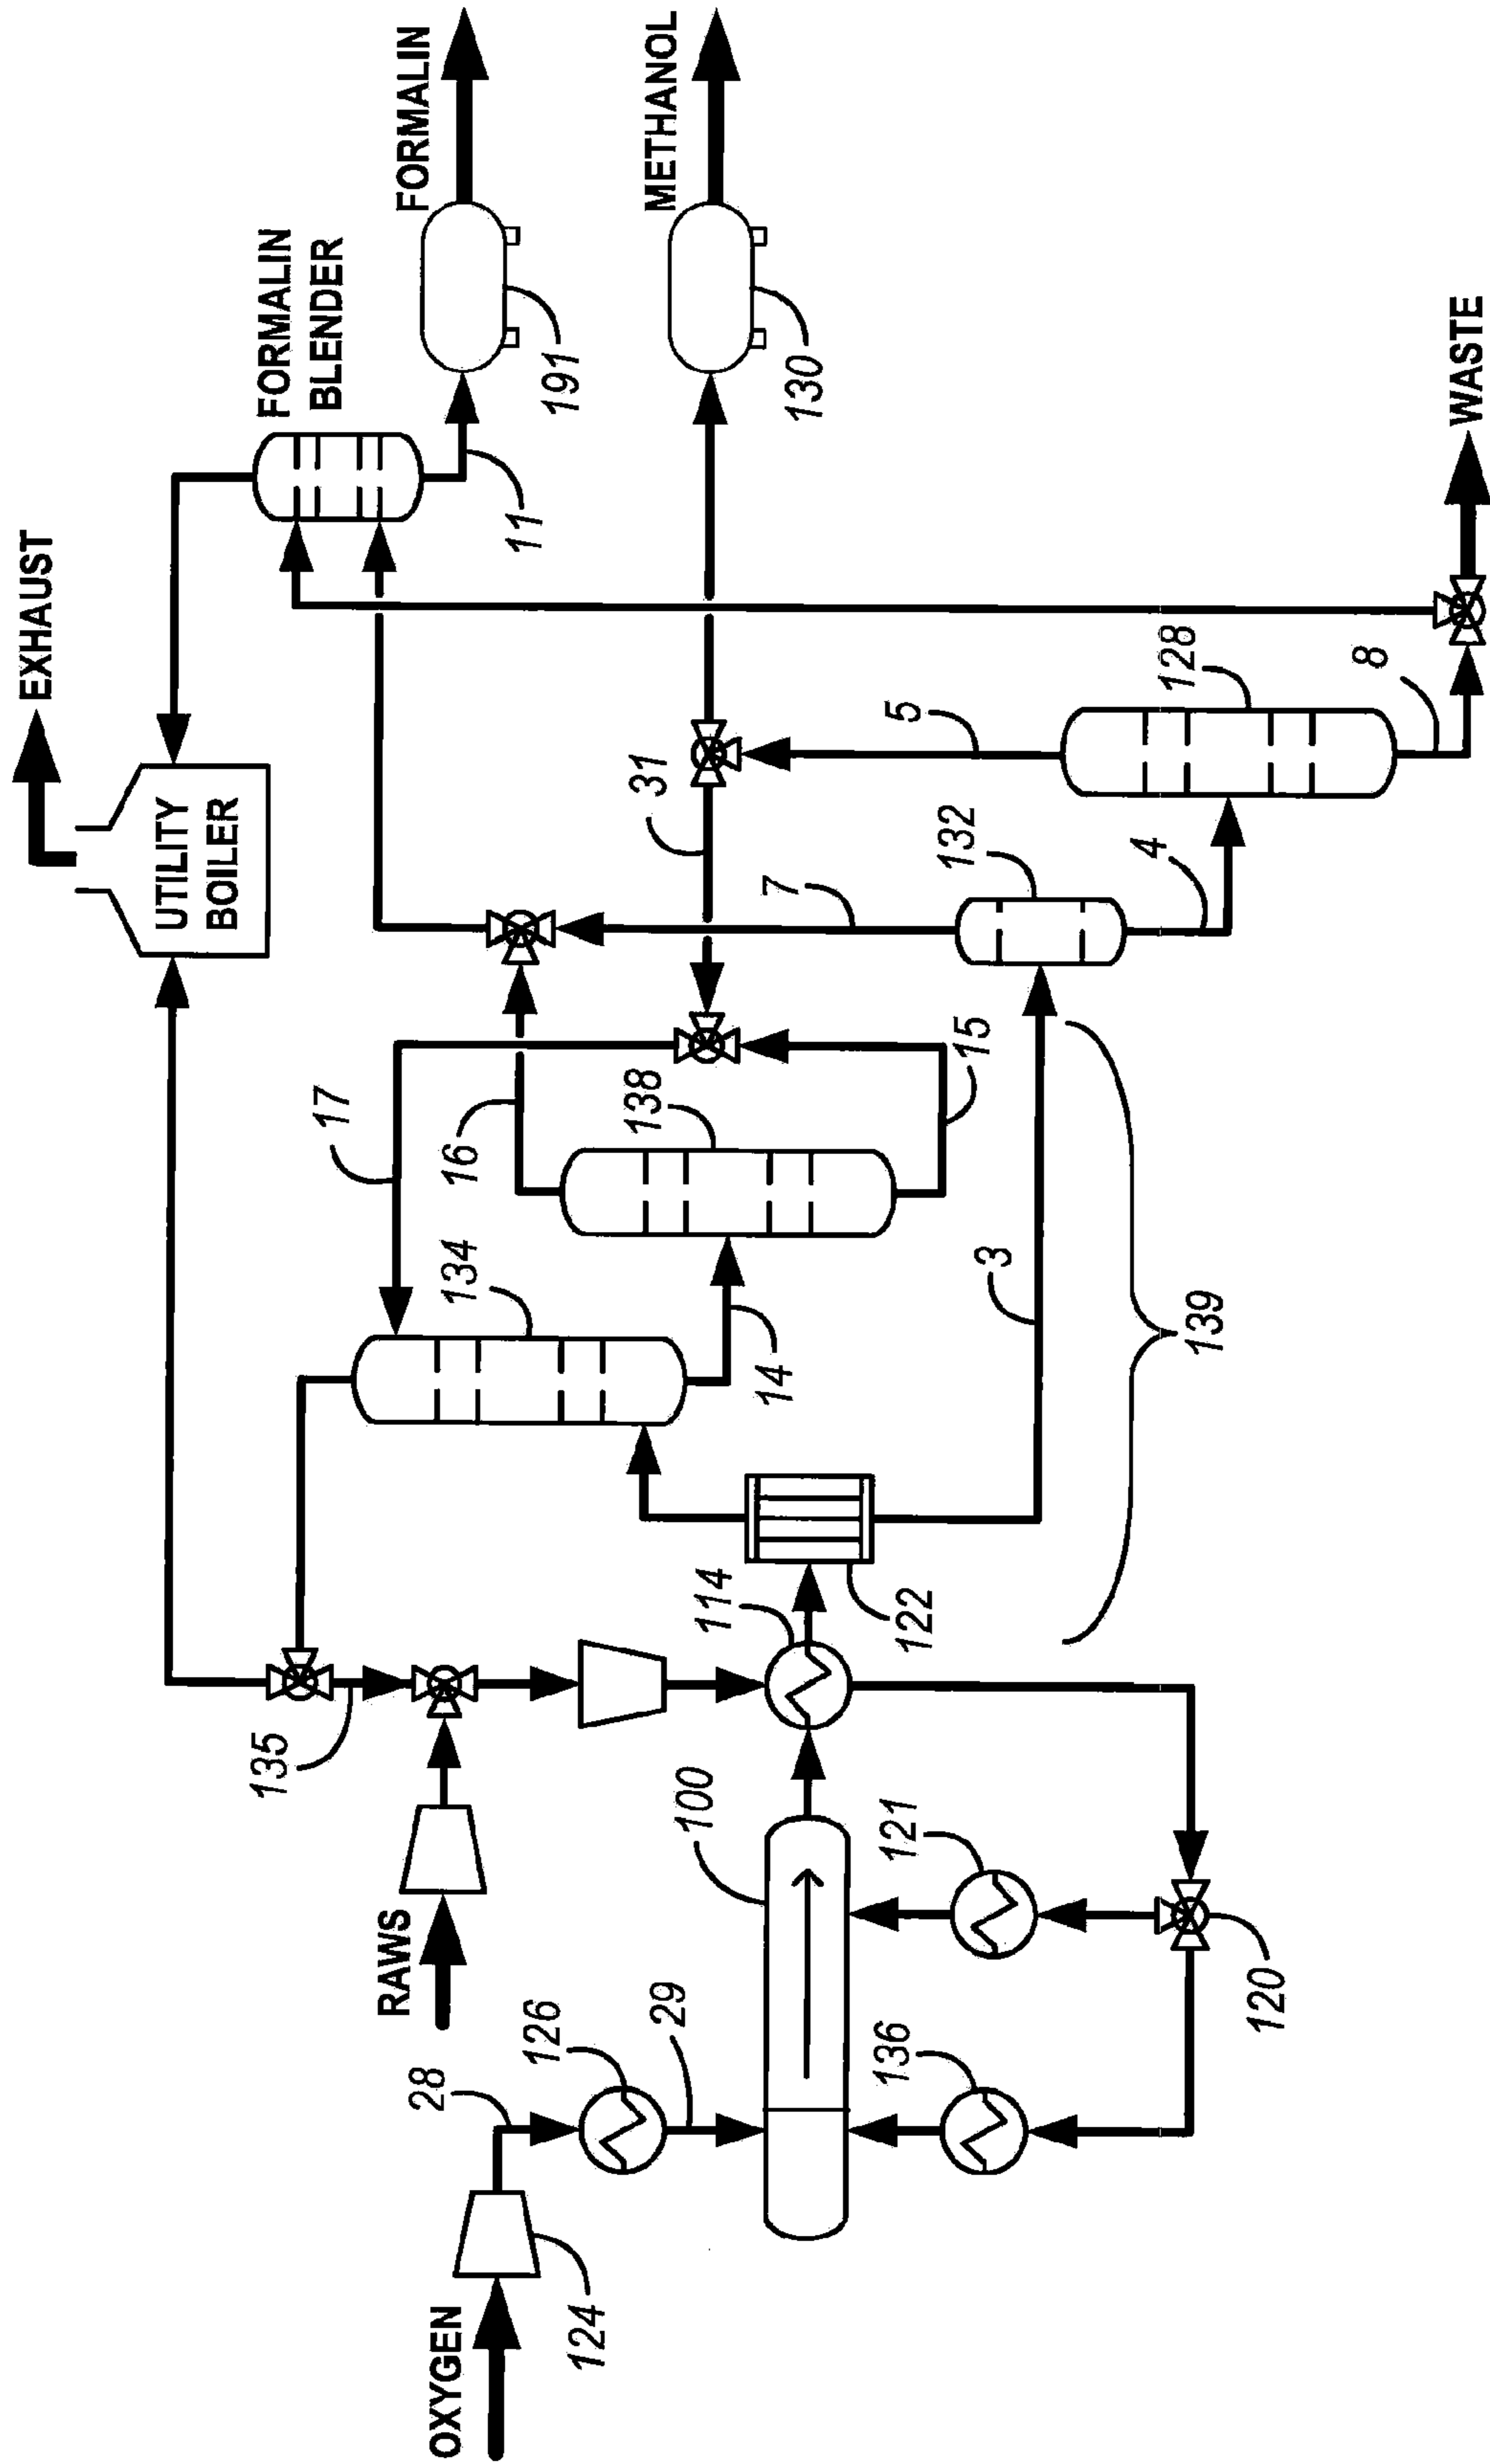 EXHAUST
UTILITY
BOILER
FORMALIN
BLENDER
FORMALIN
191
11
METHANOL
130
31
5
7
132
128
4
8
WASTE
17
16
138
15
134
14
3
139
135
RAWS
114
122
100
121
120
OXYGEN
124
28
126
29
136